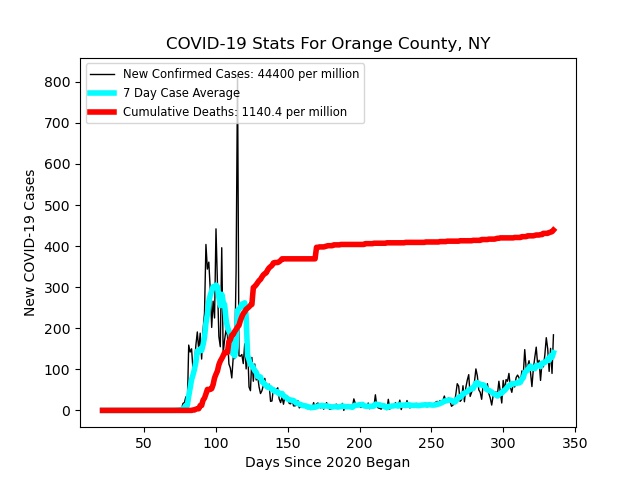 COVID-19 Stats For Orange County, NY
New Confirmed Cases: 44400 per million
7 Day Case Average
Cumulative Deaths: 1140.4 per million
800
700
600
500
400
300
200
100
0
New COVID-19 Cases
50 100 150 200 250 300 350
Days Since 2020 Began